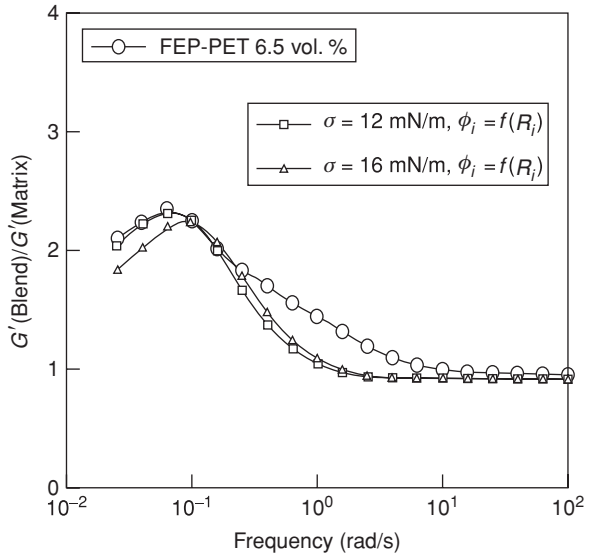 4
FEP-PET 6.5 vol. %
σ = 12 mN/m, ϕᵢ = f(Rᵢ)
3
σ = 16 mN/m, ϕᵢ = f(Rᵢ)
G′(Blend)/G′(Matrix)
2
1
0
10⁻² 10⁻¹ 10⁰ 10¹ 10²
Frequency (rad/s)